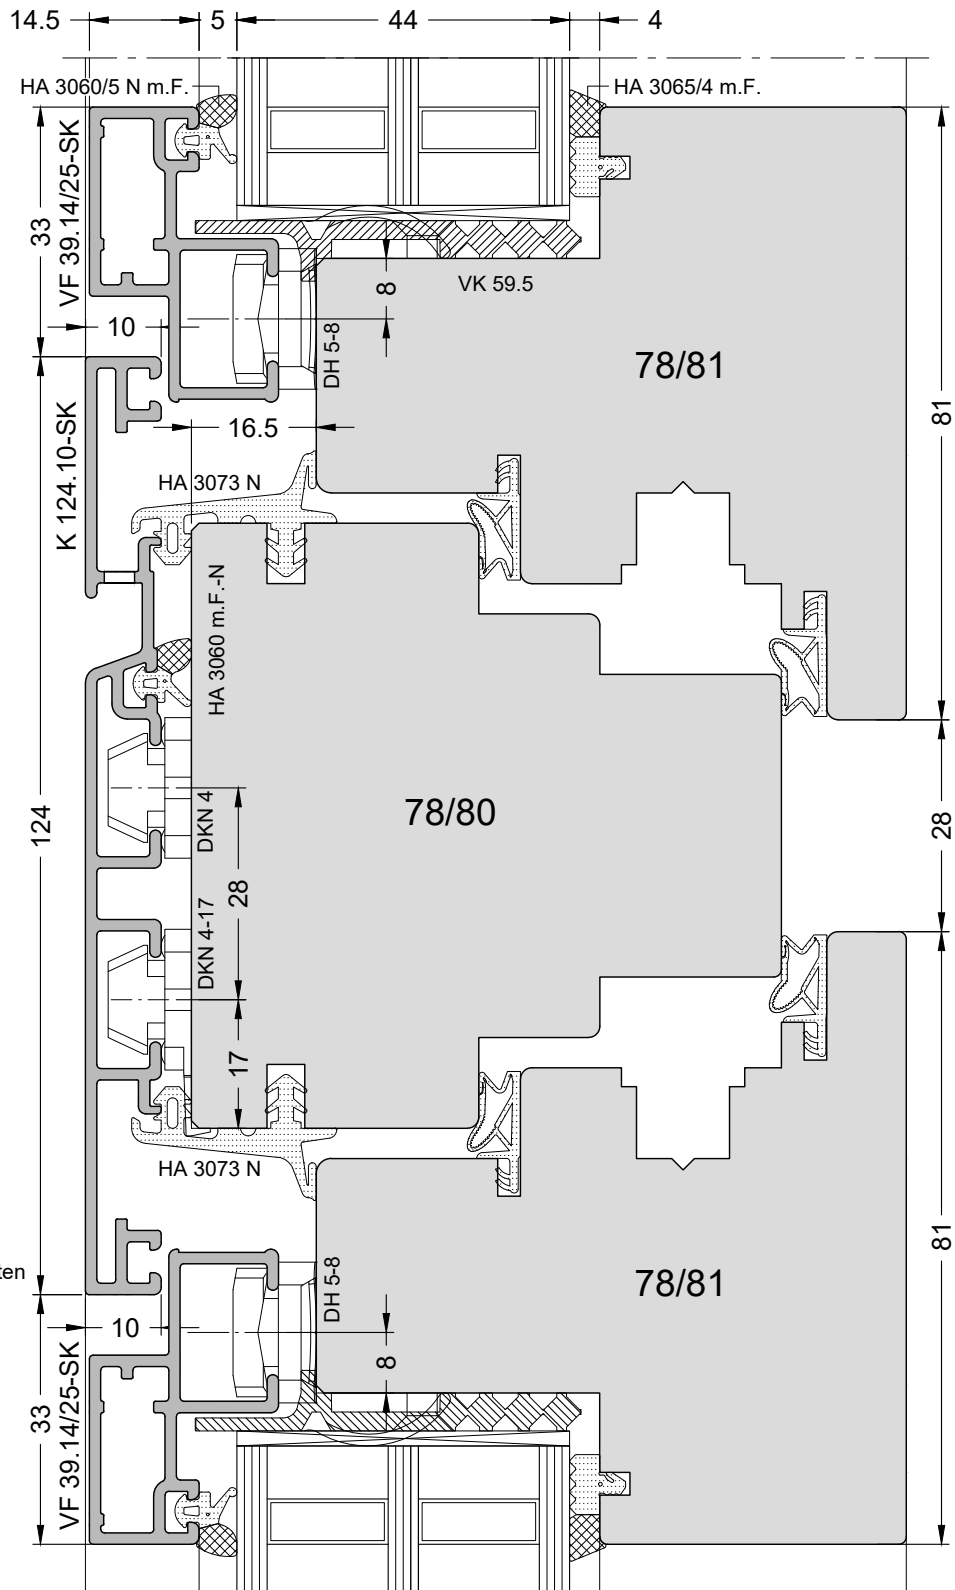 14.5 5 44 4
HA 3060/5 N m.F.
HA 3065/4 m.F.
33
VF 39.14/25-SK
VK 59.5
8
10
DH 5-8
78/81
81
16.5
K 124.10-SK
HA 3073 N
HA 3060 m.F.-N
124
DKN 4
78/80
28
28
DKN 4-17
17
HA 3073 N
81
DH 5-8
78/81
10
8
33
VF 39.14/25-SK